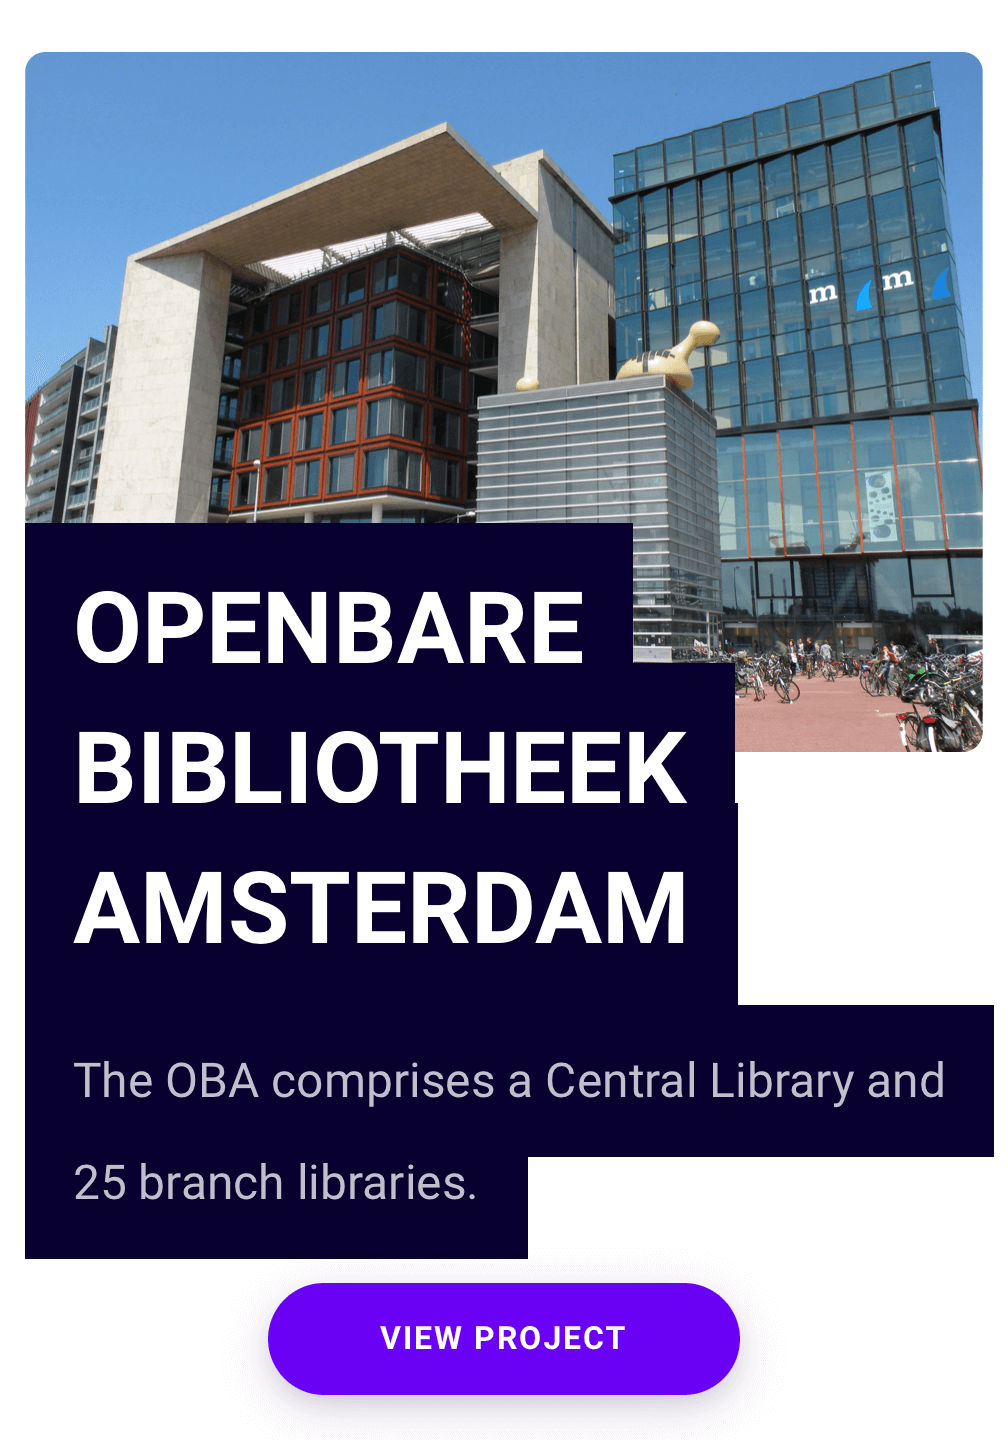 m m
OPENBARE
BIBLIOTHEEK
AMSTERDAM
The OBA comprises a Central Library and
25 branch libraries.
VIEW PROJECT